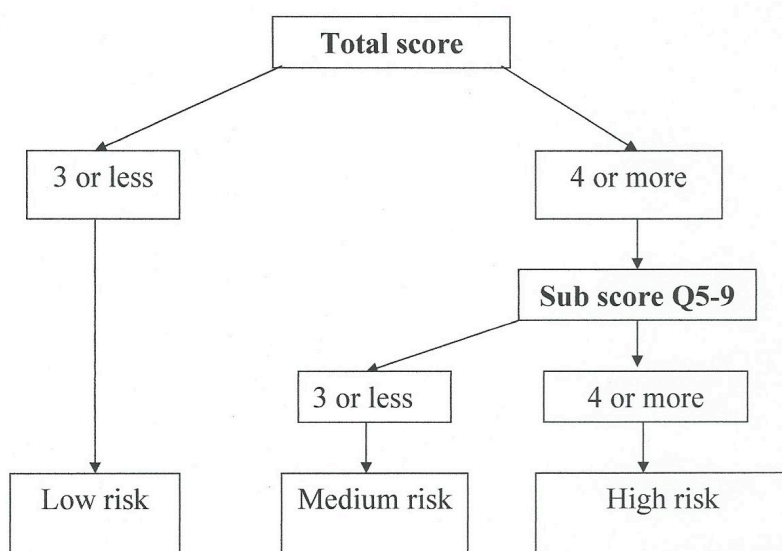 Total score
3 or less
4 or more
Sub score Q5-9
3 or less
4 or more
Low risk
Medium risk
High risk